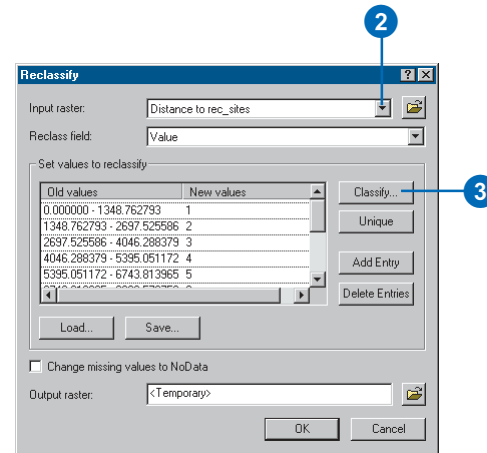 2
Reclassify
Input raster: Distance to rec_sites
Reclass field: Value
Set values to reclassify
Old values New values
0.000000 - 1348.762793 1
1348.762793 - 2697.525586 2
2697.525586 - 4046.288379 3
4046.288379 - 5395.051172 4
5395.051172 - 6743.813965 5
Classify...
3
Unique
Add Entry
Delete Entries
Load... Save...
Change missing values to NoData
Output raster: <Temporary>
OK Cancel